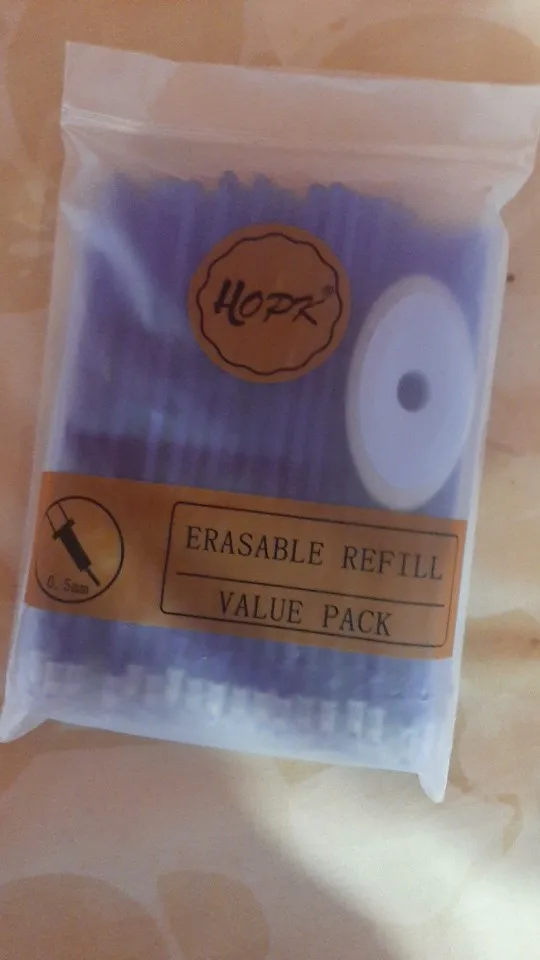 HOPK®
ERASABLE REFILL
VALUE PACK
0.5mm